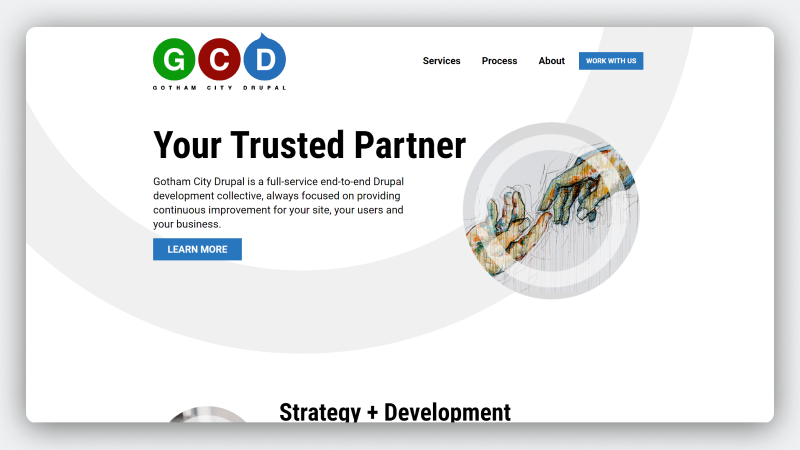 G C D
GOTHAM CITY DRUPAL
Services Process About WORK WITH US
Your Trusted Partner
Gotham City Drupal is a full-service end-to-end Drupal
development collective, always focused on providing
continuous improvement for your site, your users and
your business.
LEARN MORE
Strategy + Development